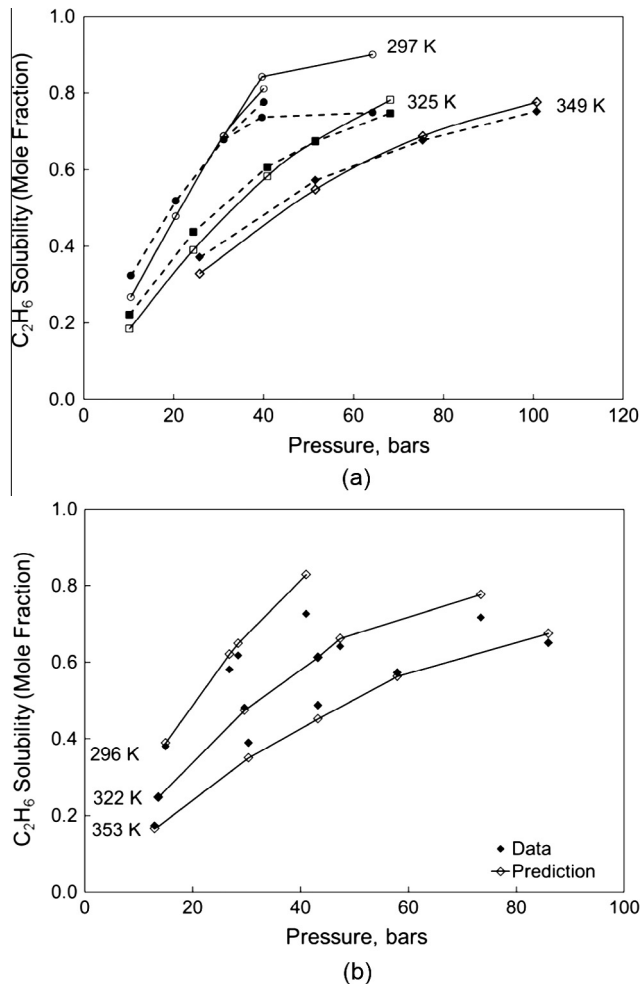 1.0
0.8
0.6
0.4
0.2
0.0
C₂H₆ Solubility (Mole Fraction)
297 K
325 K
349 K
0 20 40 60 80 100 120
Pressure, bars
(a)
1.0
0.8
0.6
0.4
0.2
0.0
C₂H₆ Solubility (Mole Fraction)
296 K
322 K
353 K
Data
Prediction
0 20 40 60 80 100
Pressure, bars
(b)